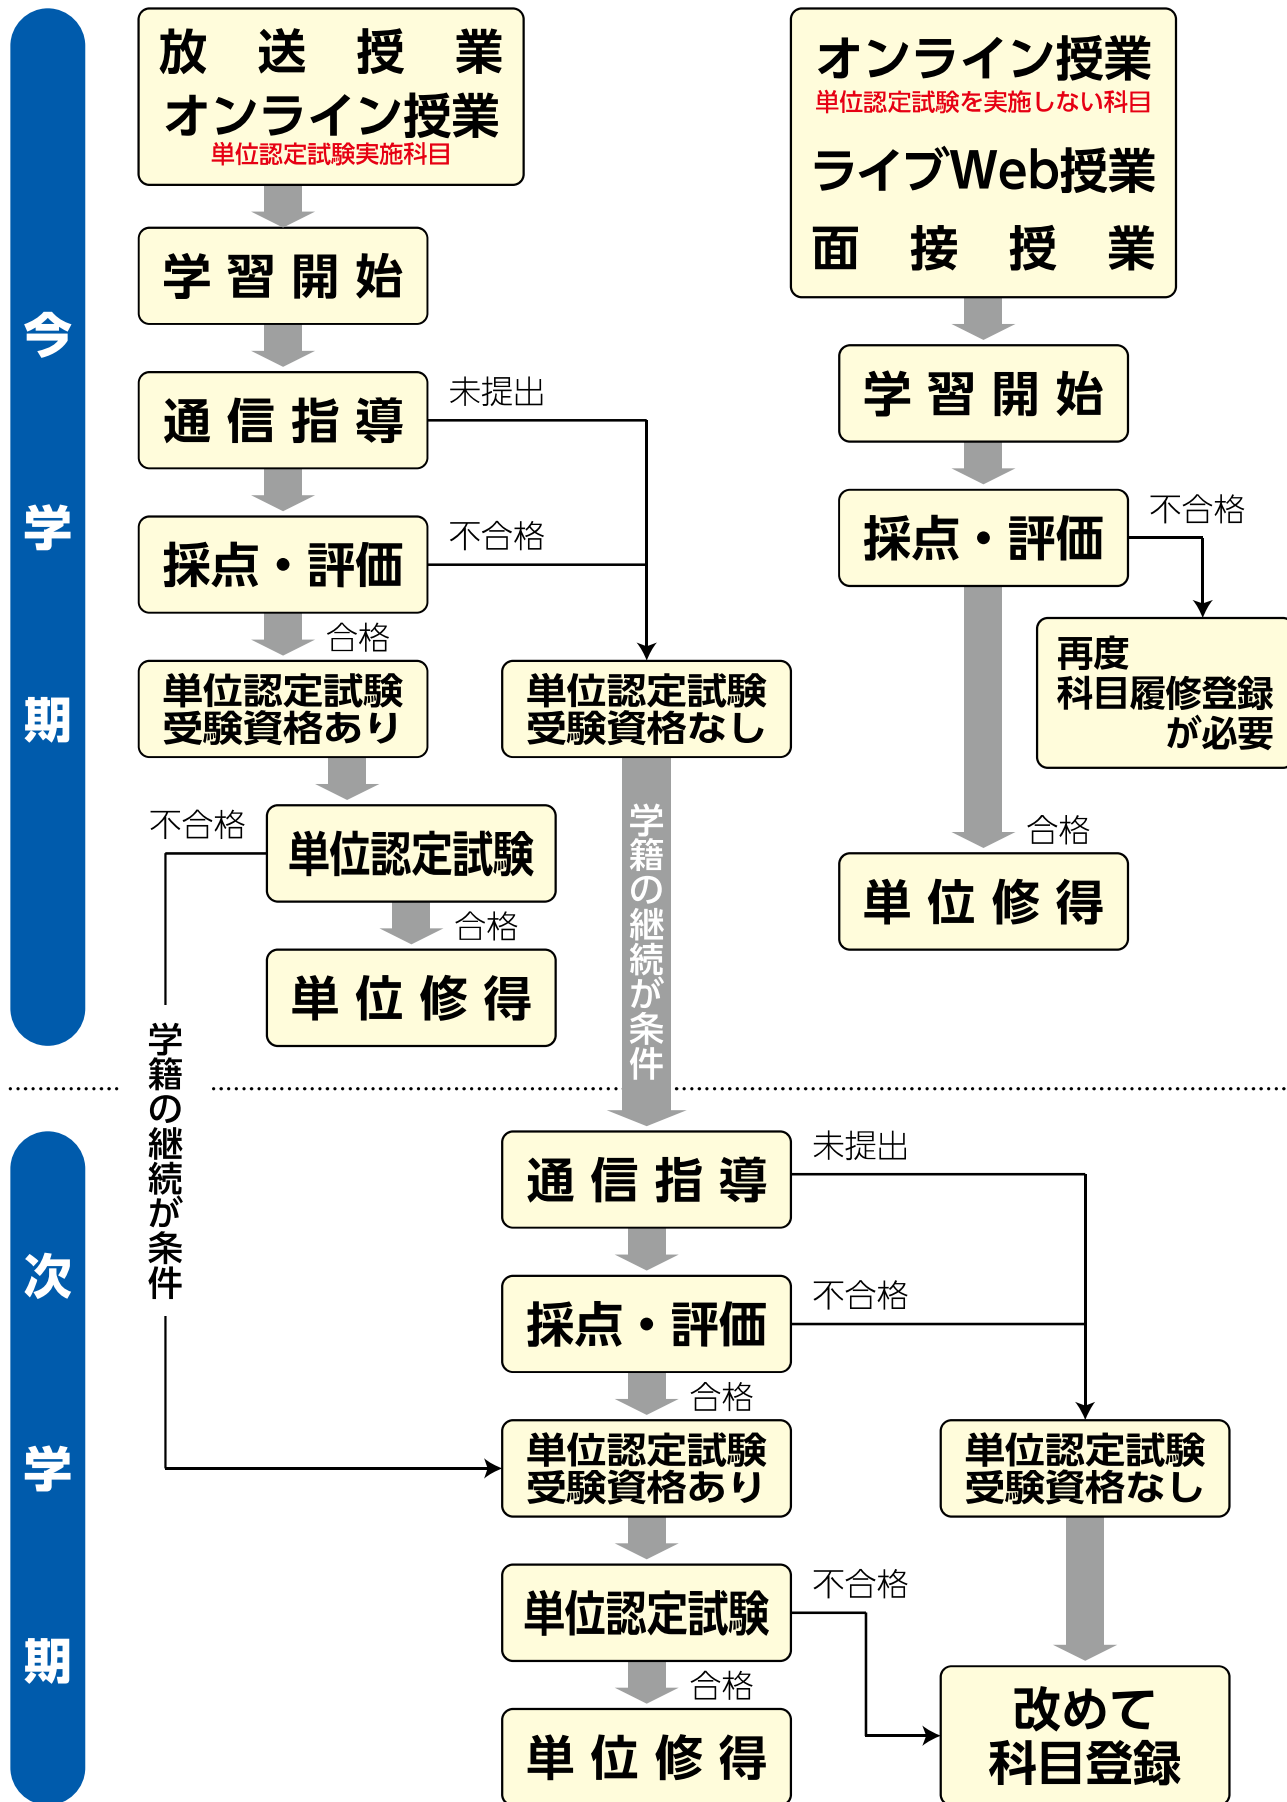 今学期
放送授業
オンライン授業
単位認定試験実施科目
学習開始
通信指導
未提出
採点・評価
不合格
合格
単位認定試験
受験資格あり
単位認定試験
受験資格なし
不合格
単位認定試験
合格
単位修得
学籍の継続が条件
学籍の継続が条件
オンライン授業
単位認定試験を実施しない科目
ライブWeb授業
面接授業
学習開始
採点・評価
不合格
再度
科目履修登録
が必要
合格
単位修得
次学期
通信指導
未提出
採点・評価
不合格
合格
単位認定試験
受験資格あり
単位認定試験
受験資格なし
単位認定試験
不合格
合格
単位修得
改めて
科目登録